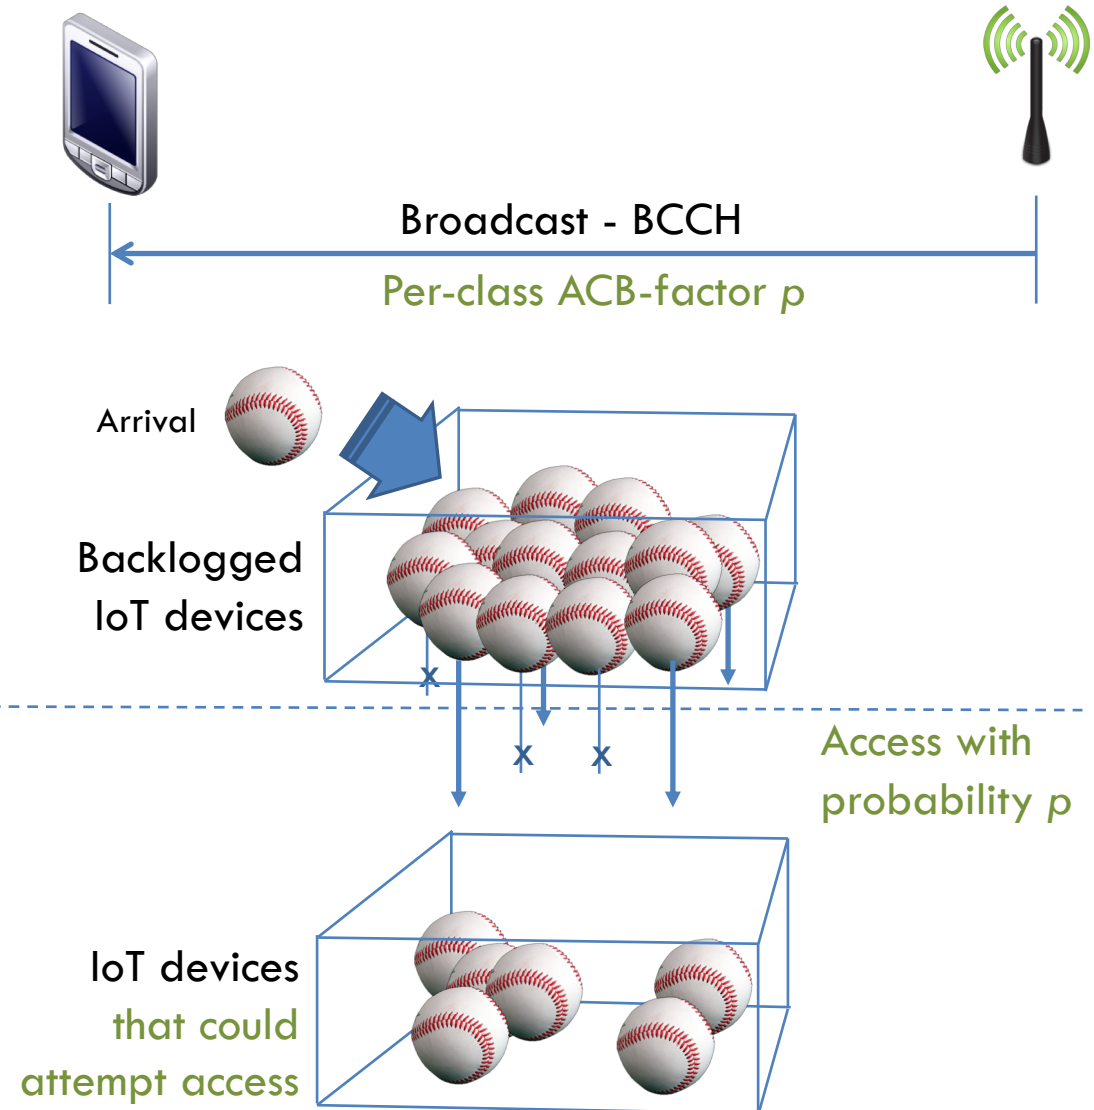 Broadcast - BCCH
Per-class ACB-factor p
Arrival
Backlogged
IoT devices
x
x
x
Access with
probability p
IoT devices
that could
attempt access